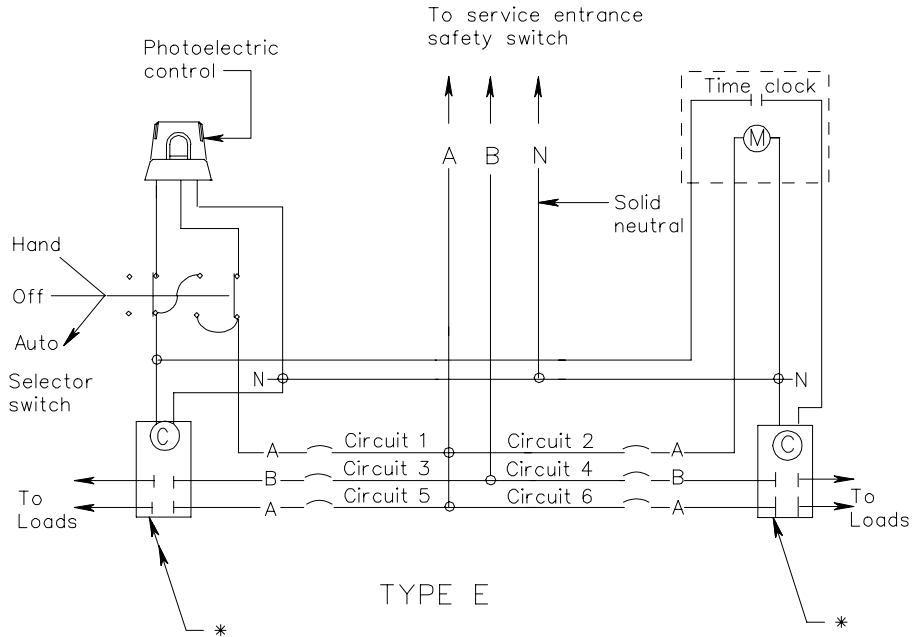 To service entrance
safety switch
Photoelectric
control
Time clock
M
A B N
Solid
neutral
Hand
Off
Auto
Selector
switch
N
N
C
C
A Circuit 1 Circuit 2 A
B Circuit 3 Circuit 4 B
A Circuit 5 Circuit 6 A
To
Loads
To
Loads
TYPE E
*
*